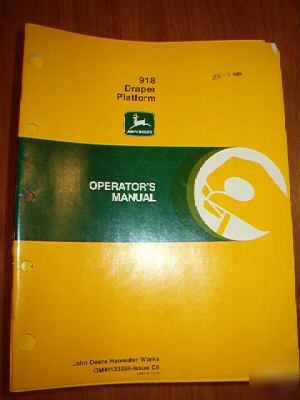 918
Draper
Platform
JOHN DEERE
OPERATOR'S
MANUAL
John Deere Harvester Works